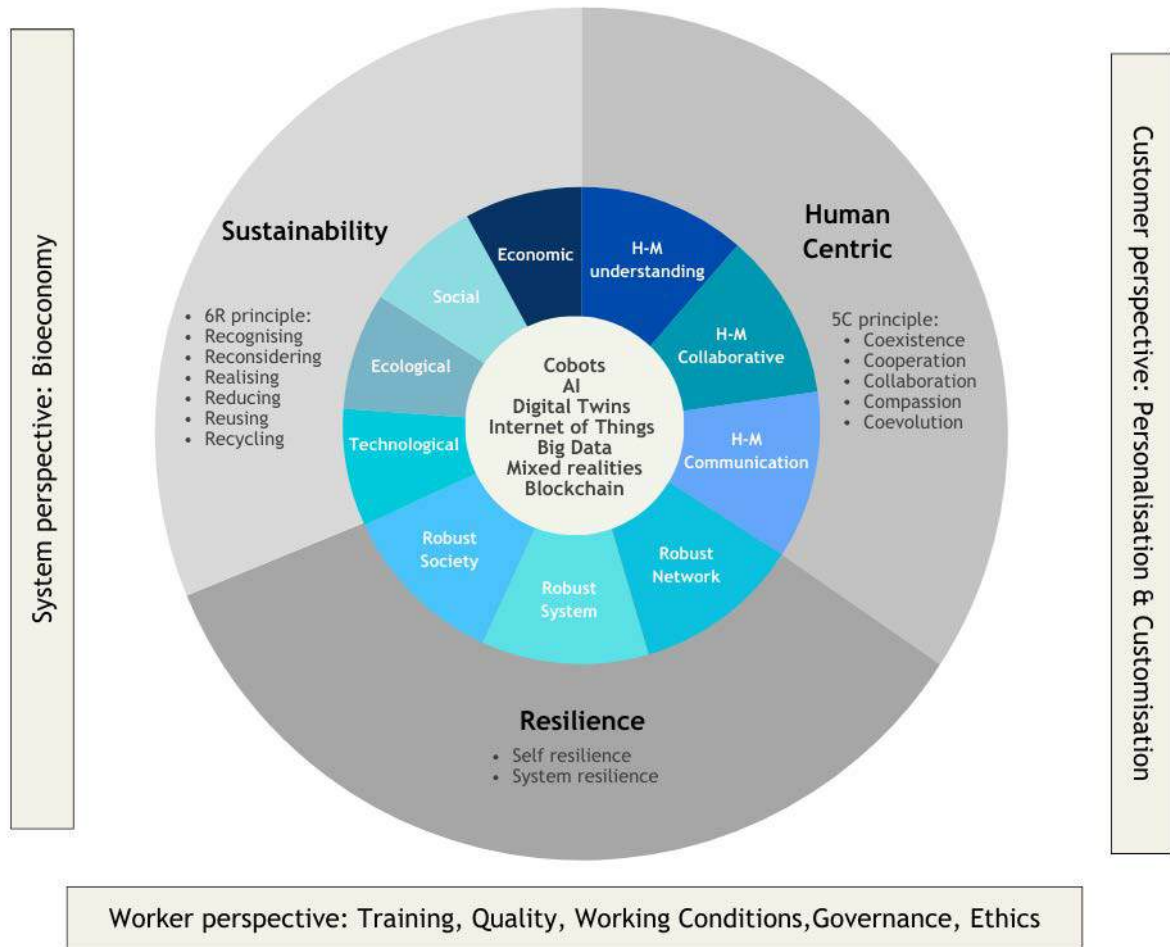 System perspective: Bioeconomy
Sustainability
• 6R principle:
• Recognising
• Reconsidering
• Realising
• Reducing
• Reusing
• Recycling
Economic
Social
Ecological
Technological
H-M
understanding
H-M
Collaborative
H-M
Communication
Robust
Network
Robust
System
Robust
Society
Cobots
AI
Digital Twins
Internet of Things
Big Data
Mixed realities
Blockchain
Human
Centric
5C principle:
• Coexistence
• Cooperation
• Collaboration
• Compassion
• Coevolution
Resilience
• Self resilience
• System resilience
Customer perspective: Personalisation & Customisation
Worker perspective: Training, Quality, Working Conditions,Governance, Ethics